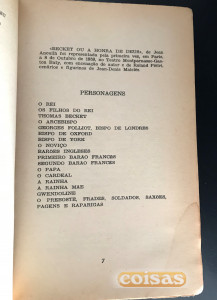 «BECKET OU A HONRA DE DEUS», de Jean
Anouilh foi representada pela primeira vez, em Paris,
a 8 de Outubro de 1959, no Teatro Montparnasse-Gas-
ton Baty, com encenação do autor e de Roland Piétri,
cenários e figurinos de Jean-Denis Maclès.
PERSONAGENS
O REI
OS FILHOS DO REI
THOMAS BECKET
O ARCEBISPO
GEORGES FOLLIOT, BISPO DE LONDRES
BISPO DE OXFORD
BISPO DE YORK
O NOVIÇO
BARÕES INGLESES
PRIMEIRO BARÃO FRANCÊS
SEGUNDO BARÃO FRANCÊS
O PAPA
O CARDEAL
A RAINHA
A RAINHA MÃE
GWENDOLINE
O PREBOSTE, FRADES, SOLDADOS, SAXÕES,
PAGENS E RAPARIGAS
7
coisas